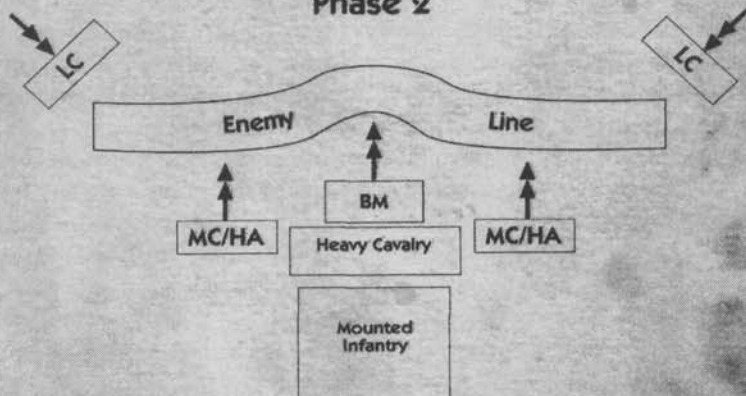 Phase 2
LC
LC
Enemy Line
BM
MC/HA
Heavy Cavalry
MC/HA
Mounted
Infantry